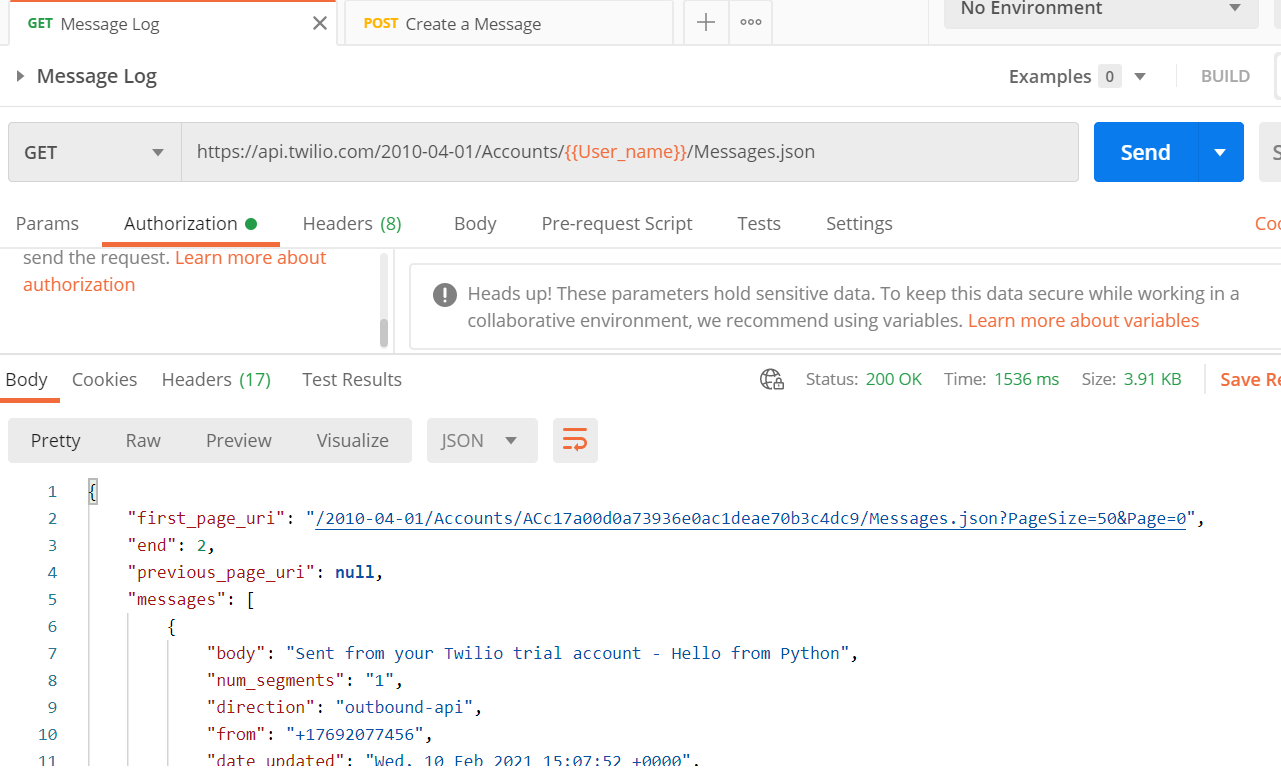 GET Message Log
POST Create a Message
No Environment
Message Log
Examples 0
BUILD
GET
https://api.twilio.com/2010-04-01/Accounts/{{User_name}}/Messages.json
Send
S
Params Authorization Headers (8) Body Pre-request Script Tests Settings Coo
send the request. Learn more about
authorization
Heads up! These parameters hold sensitive data. To keep this data secure while working in a
collaborative environment, we recommend using variables. Learn more about variables
Body Cookies Headers (17) Test Results Status: 200 OK Time: 1536 ms Size: 3.91 KB Save Re
Pretty Raw Preview Visualize JSON
1 {
2 "first_page_uri": "/2010-04-01/Accounts/ACc17a00d0a73936e0ac1deae70b3c4dc9/Messages.json?PageSize=50&Page=0",
3 "end": 2,
4 "previous_page_uri": null,
5 "messages": [
6 {
7 "body": "Sent from your Twilio trial account - Hello from Python",
8 "num_segments": "1",
9 "direction": "outbound-api",
10 "from": "+17692077456",
11 "date_updated": "Wed, 10 Feb 2021 15:07:52 +0000",